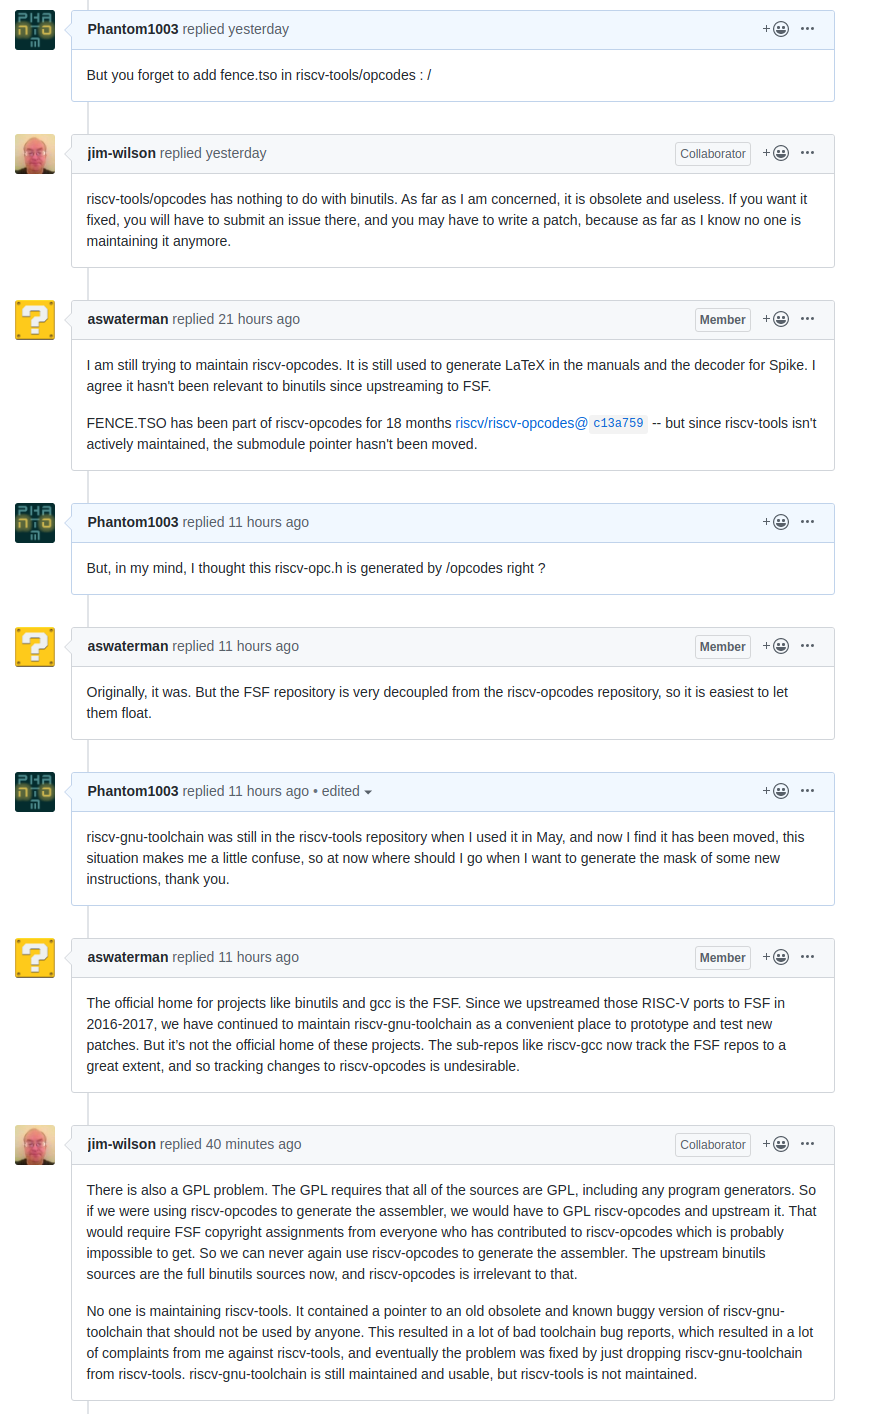 Phantom1003 replied yesterday
But you forget to add fence.tso in riscv-tools/opcodes : /
jim-wilson replied yesterday
Collaborator
riscv-tools/opcodes has nothing to do with binutils. As far as I am concerned, it is obsolete and useless. If you want it
fixed, you will have to submit an issue there, and you may have to write a patch, because as far as I know no one is
maintaining it anymore.
aswaterman replied 21 hours ago
Member
I am still trying to maintain riscv-opcodes. It is still used to generate LaTeX in the manuals and the decoder for Spike. I
agree it hasn't been relevant to binutils since upstreaming to FSF.
FENCE.TSO has been part of riscv-opcodes for 18 months riscv/riscv-opcodes@c13a759 -- but since riscv-tools isn't
actively maintained, the submodule pointer hasn't been moved.
Phantom1003 replied 11 hours ago
But, in my mind, I thought this riscv-opc.h is generated by /opcodes right ?
aswaterman replied 11 hours ago
Member
Originally, it was. But the FSF repository is very decoupled from the riscv-opcodes repository, so it is easiest to let
them float.
Phantom1003 replied 11 hours ago • edited
riscv-gnu-toolchain was still in the riscv-tools repository when I used it in May, and now I find it has been moved, this
situation makes me a little confuse, so at now where should I go when I want to generate the mask of some new
instructions, thank you.
aswaterman replied 11 hours ago
Member
The official home for projects like binutils and gcc is the FSF. Since we upstreamed those RISC-V ports to FSF in
2016-2017, we have continued to maintain riscv-gnu-toolchain as a convenient place to prototype and test new
patches. But it’s not the official home of these projects. The sub-repos like riscv-gcc now track the FSF repos to a
great extent, and so tracking changes to riscv-opcodes is undesirable.
jim-wilson replied 40 minutes ago
Collaborator
There is also a GPL problem. The GPL requires that all of the sources are GPL, including any program generators. So
if we were using riscv-opcodes to generate the assembler, we would have to GPL riscv-opcodes and upstream it. That
would require FSF copyright assignments from everyone who has contributed to riscv-opcodes which is probably
impossible to get. So we can never again use riscv-opcodes to generate the assembler. The upstream binutils
sources are the full binutils sources now, and riscv-opcodes is irrelevant to that.
No one is maintaining riscv-tools. It contained a pointer to an old obsolete and known buggy version of riscv-gnu-
toolchain that should not be used by anyone. This resulted in a lot of bad toolchain bug reports, which resulted in a lot
of complaints from me against riscv-tools, and eventually the problem was fixed by just dropping riscv-gnu-toolchain
from riscv-tools. riscv-gnu-toolchain is still maintained and usable, but riscv-tools is not maintained.